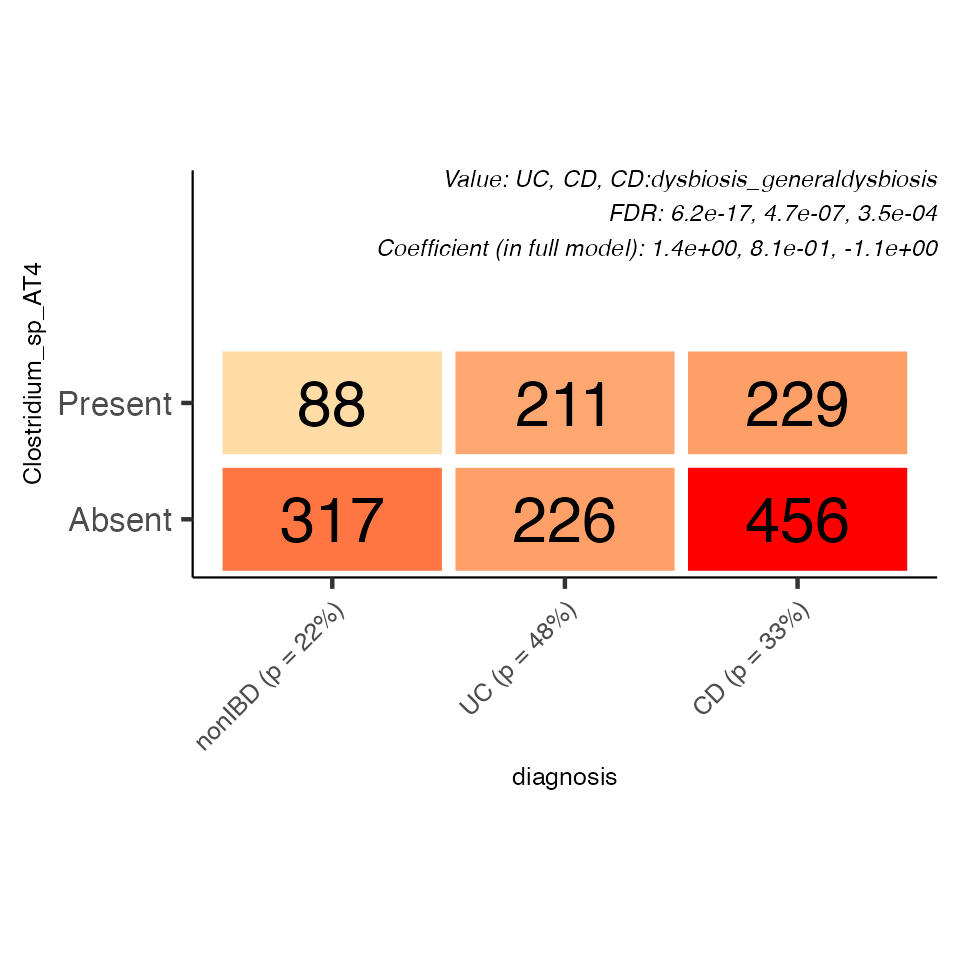 Value: UC, CD, CD:dysbiosis_generaldysbiosis
FDR: 6.2e-17, 4.7e-07, 3.5e-04
Coefficient (in full model): 1.4e+00, 8.1e-01, -1.1e+00
Clostridium_sp_AT4
Present
88
211
229
Absent
317
226
456
nonIBD (p = 22%)
UC (p = 48%)
CD (p = 33%)
diagnosis